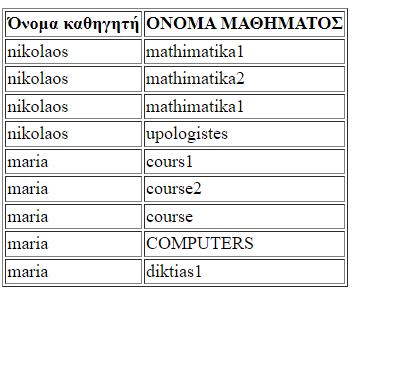 Όνομα καθηγητή ΟΝΟΜΑ ΜΑΘΗΜΑΤΟΣ
nikolaos mathimatika1
nikolaos mathimatika2
nikolaos mathimatika1
nikolaos upologistes
maria cours1
maria course2
maria course
maria COMPUTERS
maria diktias1